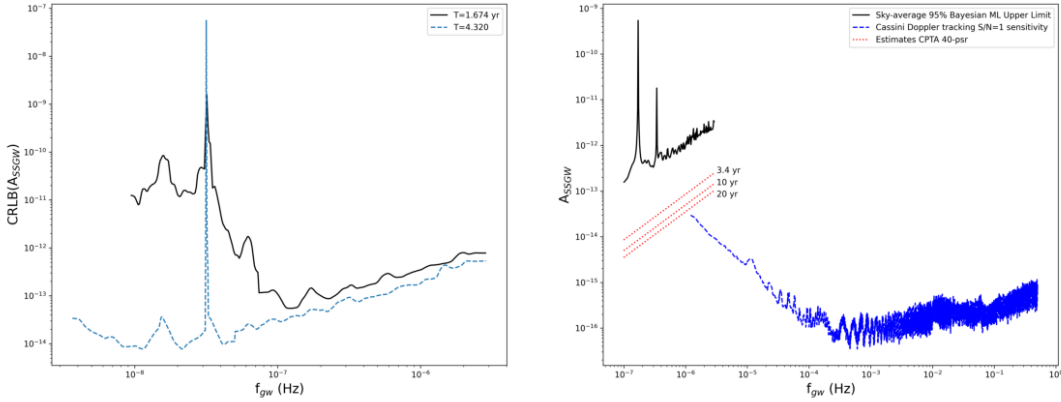 T=1.674 yr
T=4.320
10⁻⁸
10⁻⁹
10⁻¹⁰
10⁻¹¹
10⁻¹²
10⁻¹³
10⁻¹⁴
CRLB(A_SSGW)
10⁻⁸ 10⁻⁷ 10⁻⁶
f_gw (Hz)
Sky-average 95% Bayesian ML Upper Limit
Cassini Doppler tracking S/N=1 sensitivity
Estimates CPTA 40-psr
10⁻⁹
10⁻¹⁰
10⁻¹¹
10⁻¹²
10⁻¹³
10⁻¹⁴
10⁻¹⁵
10⁻¹⁶
A_SSGW
3.4 yr
10 yr
20 yr
10⁻⁷ 10⁻⁶ 10⁻⁵ 10⁻⁴ 10⁻³ 10⁻² 10⁻¹ 10⁰
f_gw (Hz)